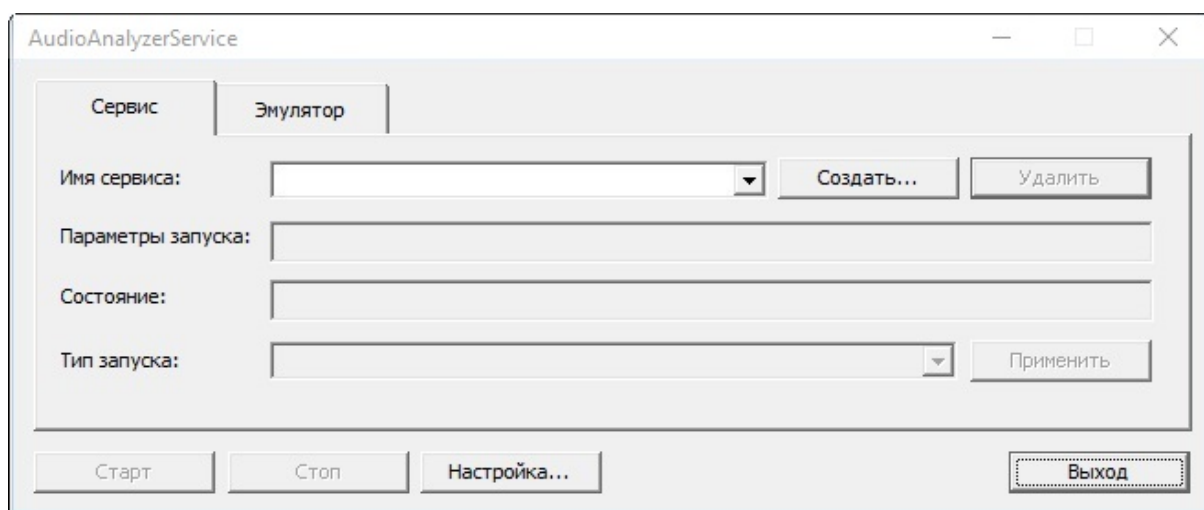 AudioAnalyzerService
Сервис Эмулятор
Имя сервиса: Создать... Удалить
Параметры запуска:
Состояние:
Тип запуска: Применить
Старт Стоп Настройка... Выход